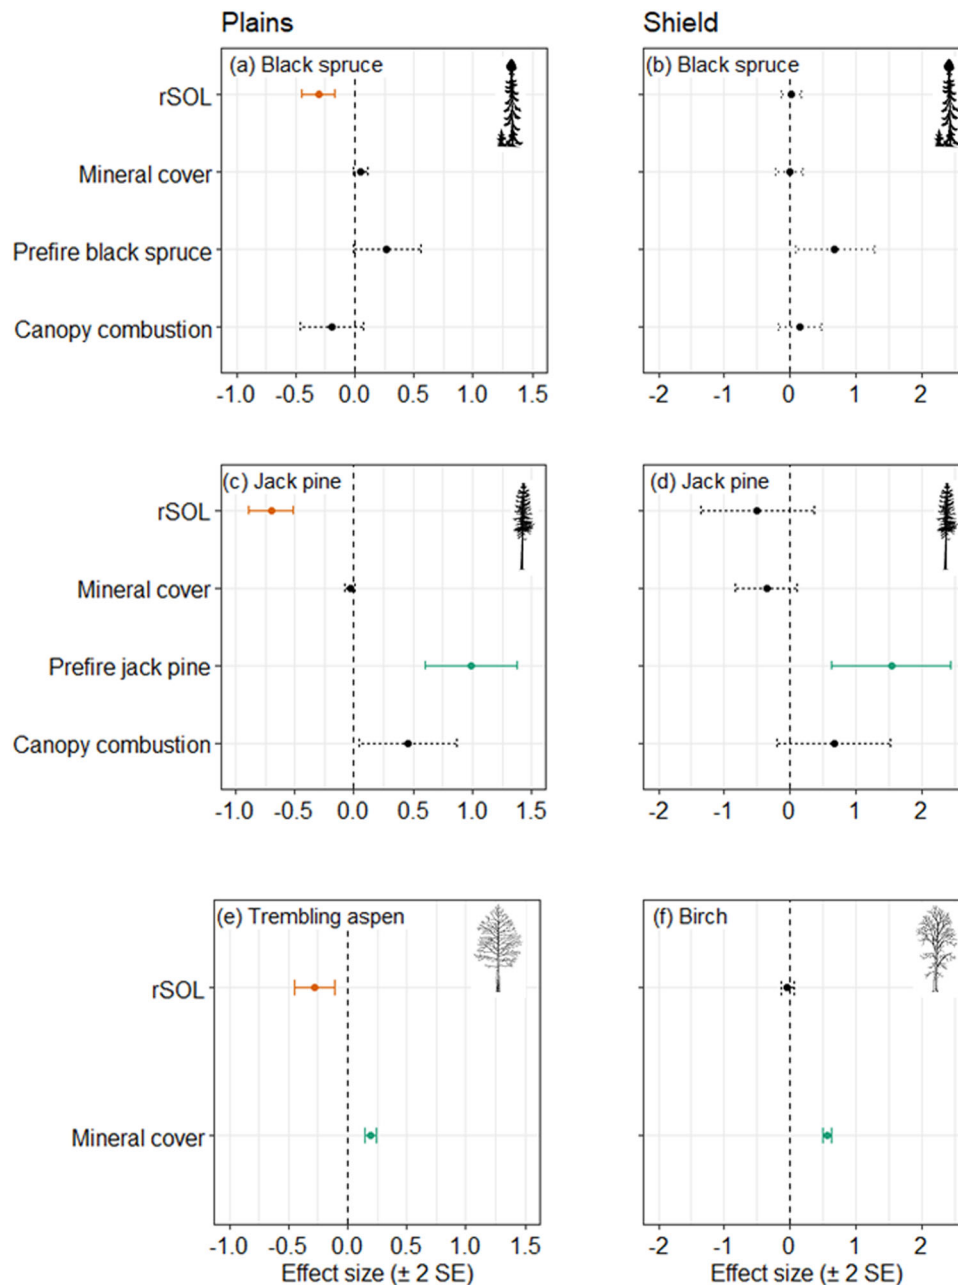 Plains
Shield
(a) Black spruce
(b) Black spruce
rSOL
Mineral cover
Prefire black spruce
Canopy combustion
-1.0 -0.5 0.0 0.5 1.0 1.5
-2 -1 0 1 2
(c) Jack pine
(d) Jack pine
rSOL
Mineral cover
Prefire jack pine
Canopy combustion
-1.0 -0.5 0.0 0.5 1.0 1.5
-2 -1 0 1 2
(e) Trembling aspen
(f) Birch
rSOL
Mineral cover
-1.0 -0.5 0.0 0.5 1.0 1.5
-2 -1 0 1 2
Effect size (± 2 SE)
Effect size (± 2 SE)